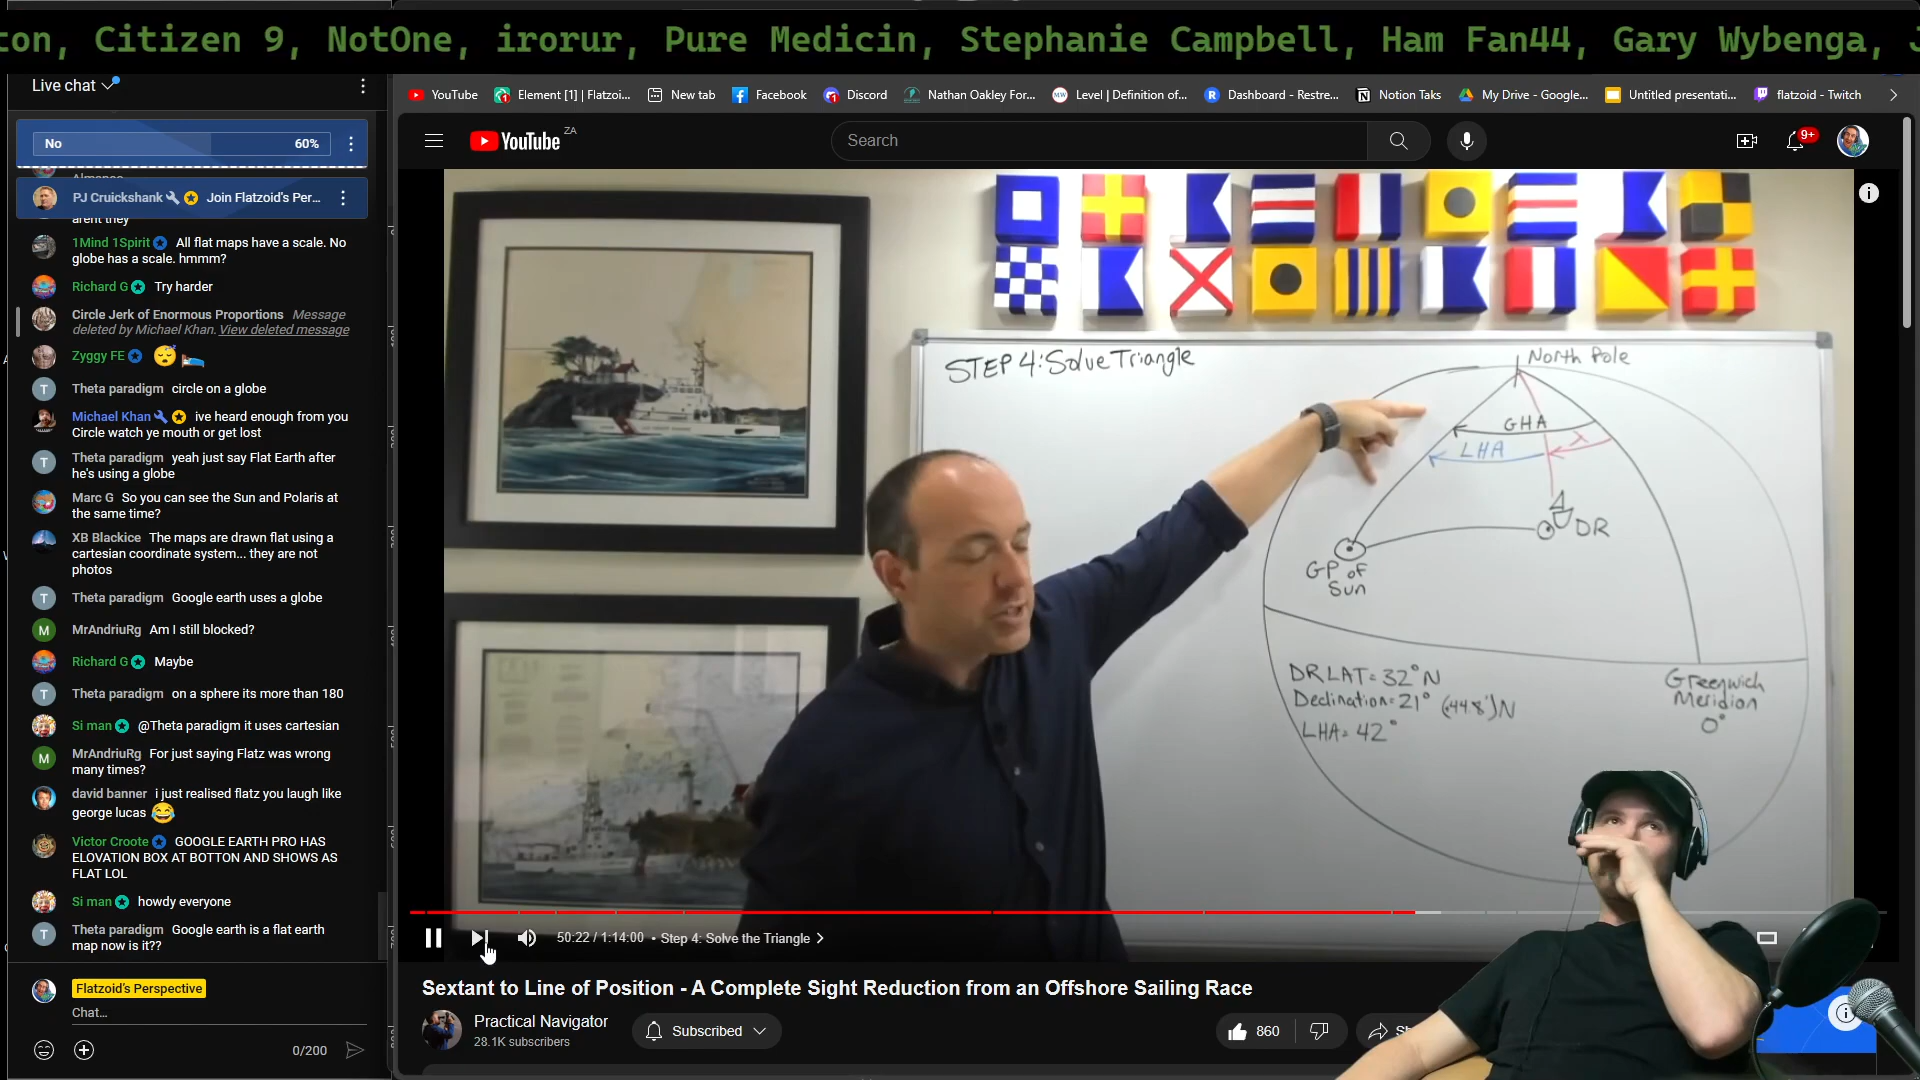 ton, Citizen 9, NotOne, irorur, Pure Medicin, Stephanie Campbell, Ham Fan44, Gary Wybenga, J
Live chat
No 60%
PJ Cruickshank Join Flatzoid's Per...
arent they
1Mind 1Spirit All flat maps have a scale. No
globe has a scale. hmmm?
Richard G Try harder
Circle Jerk of Enormous Proportions Message
deleted by Michael Khan. View deleted message
Zyggy FE
T Theta paradigm circle on a globe
Michael Khan ive heard enough from you
Circle watch ye mouth or get lost
T Theta paradigm yeah just say Flat Earth after
he's using a globe
Marc G So you can see the Sun and Polaris at
the same time?
XB Blackice The maps are drawn flat using a
cartesian coordinate system... they are not
photos
T Theta paradigm Google earth uses a globe
M MrAndriuRg Am I still blocked?
Richard G Maybe
T Theta paradigm on a sphere its more than 180
Si man @Theta paradigm it uses cartesian
M MrAndriuRg For just saying Flatz was wrong
many times?
david banner i just realised flatz you laugh like
george lucas
Victor Croote GOOGLE EARTH PRO HAS
ELOVATION BOX AT BOTTON AND SHOWS AS
FLAT LOL
Si man howdy everyone
T Theta paradigm Google earth is a flat earth
map now is it??
Flatzoid's Perspective
Chat...
0/200
YouTube Element [1] | Flatzoi... New tab Facebook Discord Nathan Oakley For... Level | Definition of... Dashboard - Restre... Notion Taks My Drive - Google... Untitled presentati... flatzoid - Twitch
YouTube ZA
Search
9+
STEP 4: Solve Triangle
North Pole
GHA
LHA
λ
DR
GP of
Sun
DR LAT = 32° N
Declination = 21° (44.8') N
LHA = 42°
Greenwich
Meridian
0°
50:22 / 1:14:00 • Step 4: Solve the Triangle
Sextant to Line of Position - A Complete Sight Reduction from an Offshore Sailing Race
Practical Navigator
28.1K subscribers
Subscribed
860